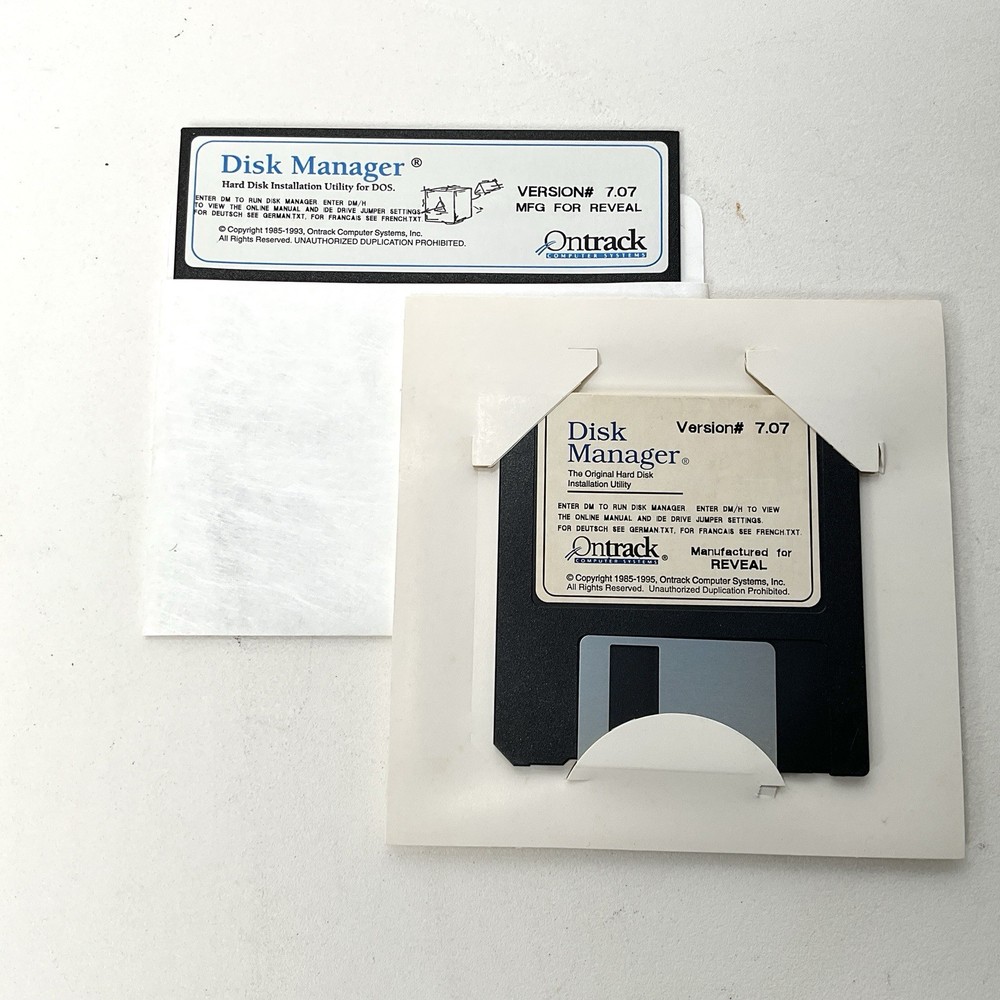 Disk Manager ®
Hard Disk Installation Utility for DOS.
ENTER DM TO RUN DISK MANAGER ENTER DM/H
TO VIEW THE ONLINE MANUAL AND IDE DRIVE JUMPER SETTINGS
FOR DEUTSCH SEE GERMAN.TXT, FOR FRANCAIS SEE FRENCH.TXT
© Copyright 1985-1993, Ontrack Computer Systems, Inc.
All Rights Reserved. UNAUTHORIZED DUPLICATION PROHIBITED.
VERSION# 7.07
MFG FOR REVEAL
Ontrack
COMPUTER SYSTEMS
Disk
Manager®
Version# 7.07
The Original Hard Disk
Installation Utility
ENTER DM TO RUN DISK MANAGER. ENTER DM/H TO VIEW
THE ONLINE MANUAL AND IDE DRIVE JUMPER SETTINGS.
FOR DEUTSCH SEE GERMAN.TXT, FOR FRANCAIS SEE FRENCH.TXT.
Ontrack®
COMPUTER SYSTEMS
Manufactured for
REVEAL
© Copyright 1985-1995, Ontrack Computer Systems, Inc.
All Rights Reserved. Unauthorized Duplication Prohibited.